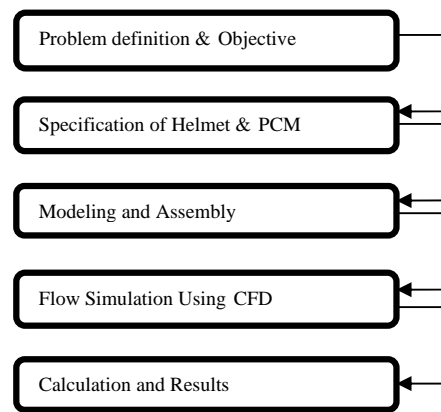 Problem definition & Objective
Specification of Helmet & PCM
Modeling and Assembly
Flow Simulation Using CFD
Calculation and Results